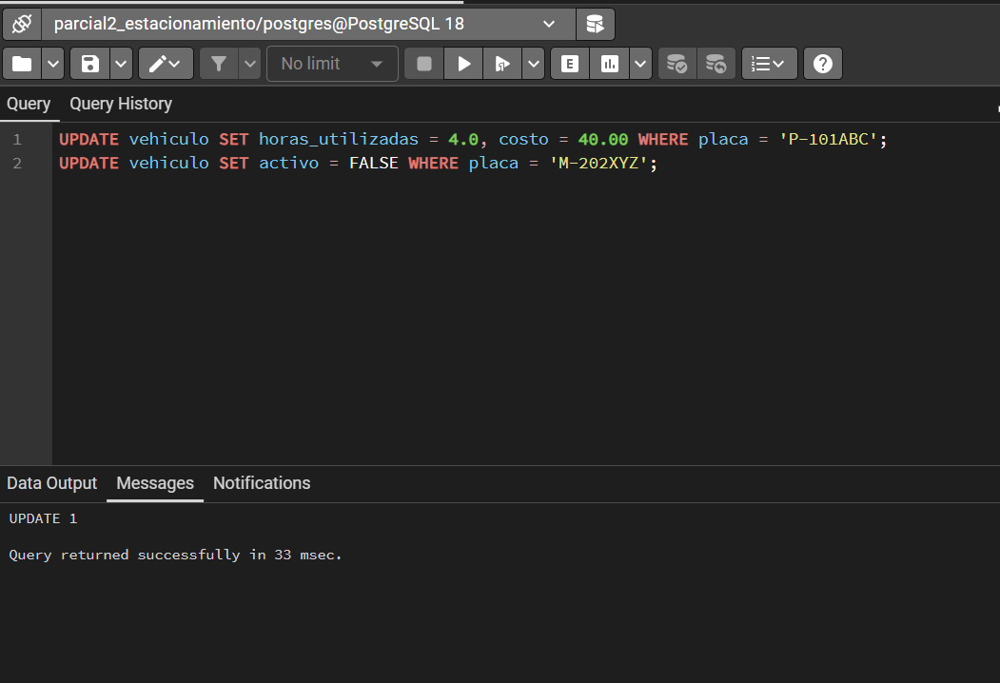 parcial2_estacionamiento/postgres@PostgreSQL 18
No limit
E
Query Query History
1 UPDATE vehiculo SET horas_utilizadas = 4.0, costo = 40.00 WHERE placa = 'P-101ABC';
2 UPDATE vehiculo SET activo = FALSE WHERE placa = 'M-202XYZ';
Data Output Messages Notifications
UPDATE 1
Query returned successfully in 33 msec.